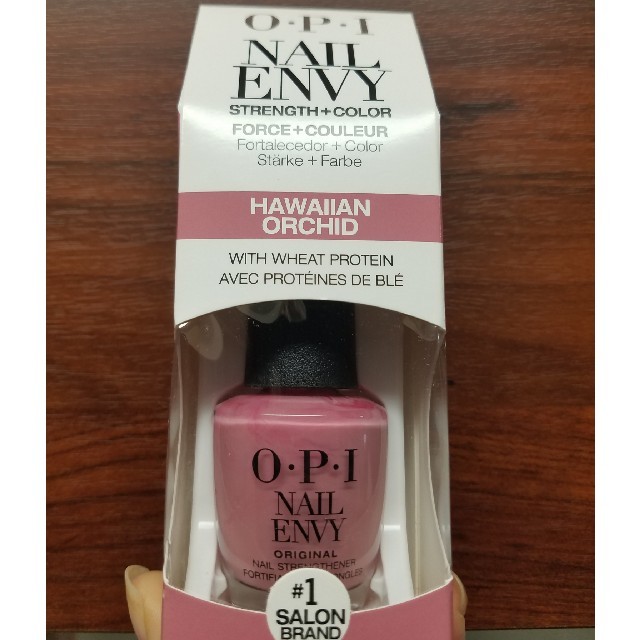 O·P·I
NAIL
ENVY
STRENGTH+COLOR
FORCE+COULEUR
Fortalecedor + Color
Stärke + Farbe
HAWAIIAN
ORCHID
WITH WHEAT PROTEIN
AVEC PROTÉINES DE BLÉ
O·P·I
NAIL
ENVY
ORIGINAL
NAIL STRENGTHENER
#1
SALON
BRAND